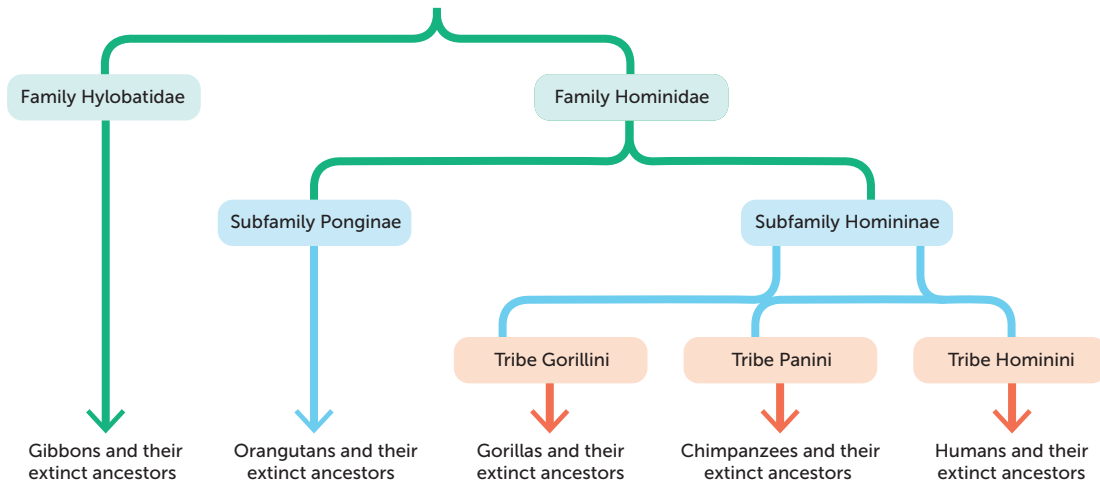 Family Hylobatidae
Family Hominidae
Subfamily Ponginae
Subfamily Homininae
Tribe Gorillini
Tribe Panini
Tribe Hominini
Gibbons and their
extinct ancestors
Orangutans and their
extinct ancestors
Gorillas and their
extinct ancestors
Chimpanzees and their
extinct ancestors
Humans and their
extinct ancestors